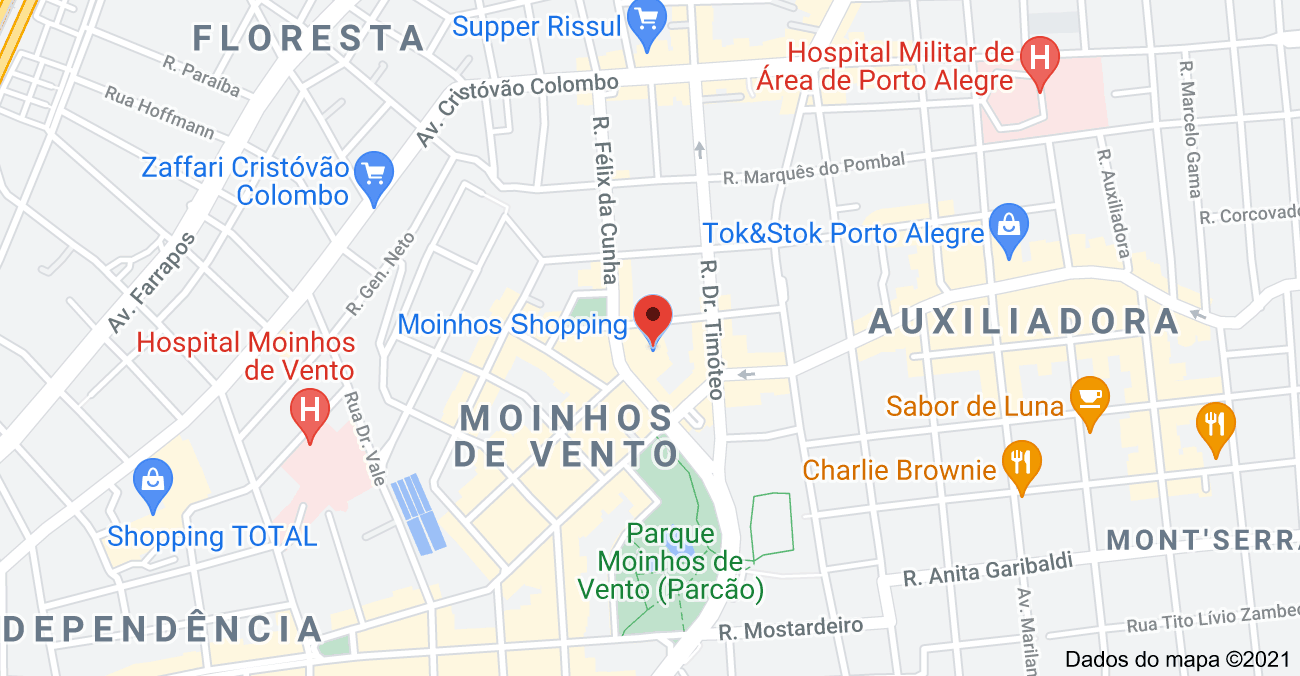 FLORESTA
Supper Rissul
Hospital Militar de
Área de Porto Alegre
R. Paraíba
Rua Hoffmann
Av. Cristóvão Colombo
R. Marcelo Gama
Zaffari Cristóvão
Colombo
R. Félix da Cunha
R. Marquês do Pombal
R. Auxiliadora
R. Corcovado
Tok&Stok Porto Alegre
Av. Farrapos
R. Gen. Neto
R. Dr. Timóteo
Moinhos Shopping
AUXILIADORA
Hospital Moinhos
de Vento
Rua Dr. Vale
MOINHOS
DE VENTO
Sabor de Luna
Charlie Brownie
Shopping TOTAL
Parque
Moinhos de
Vento (Parcão)
MONT'SERRA
R. Anita Garibaldi
DEPENDÊNCIA
R. Mostardeiro
Av. Marilan
Rua Tito Lívio Zambec
Dados do mapa ©2021